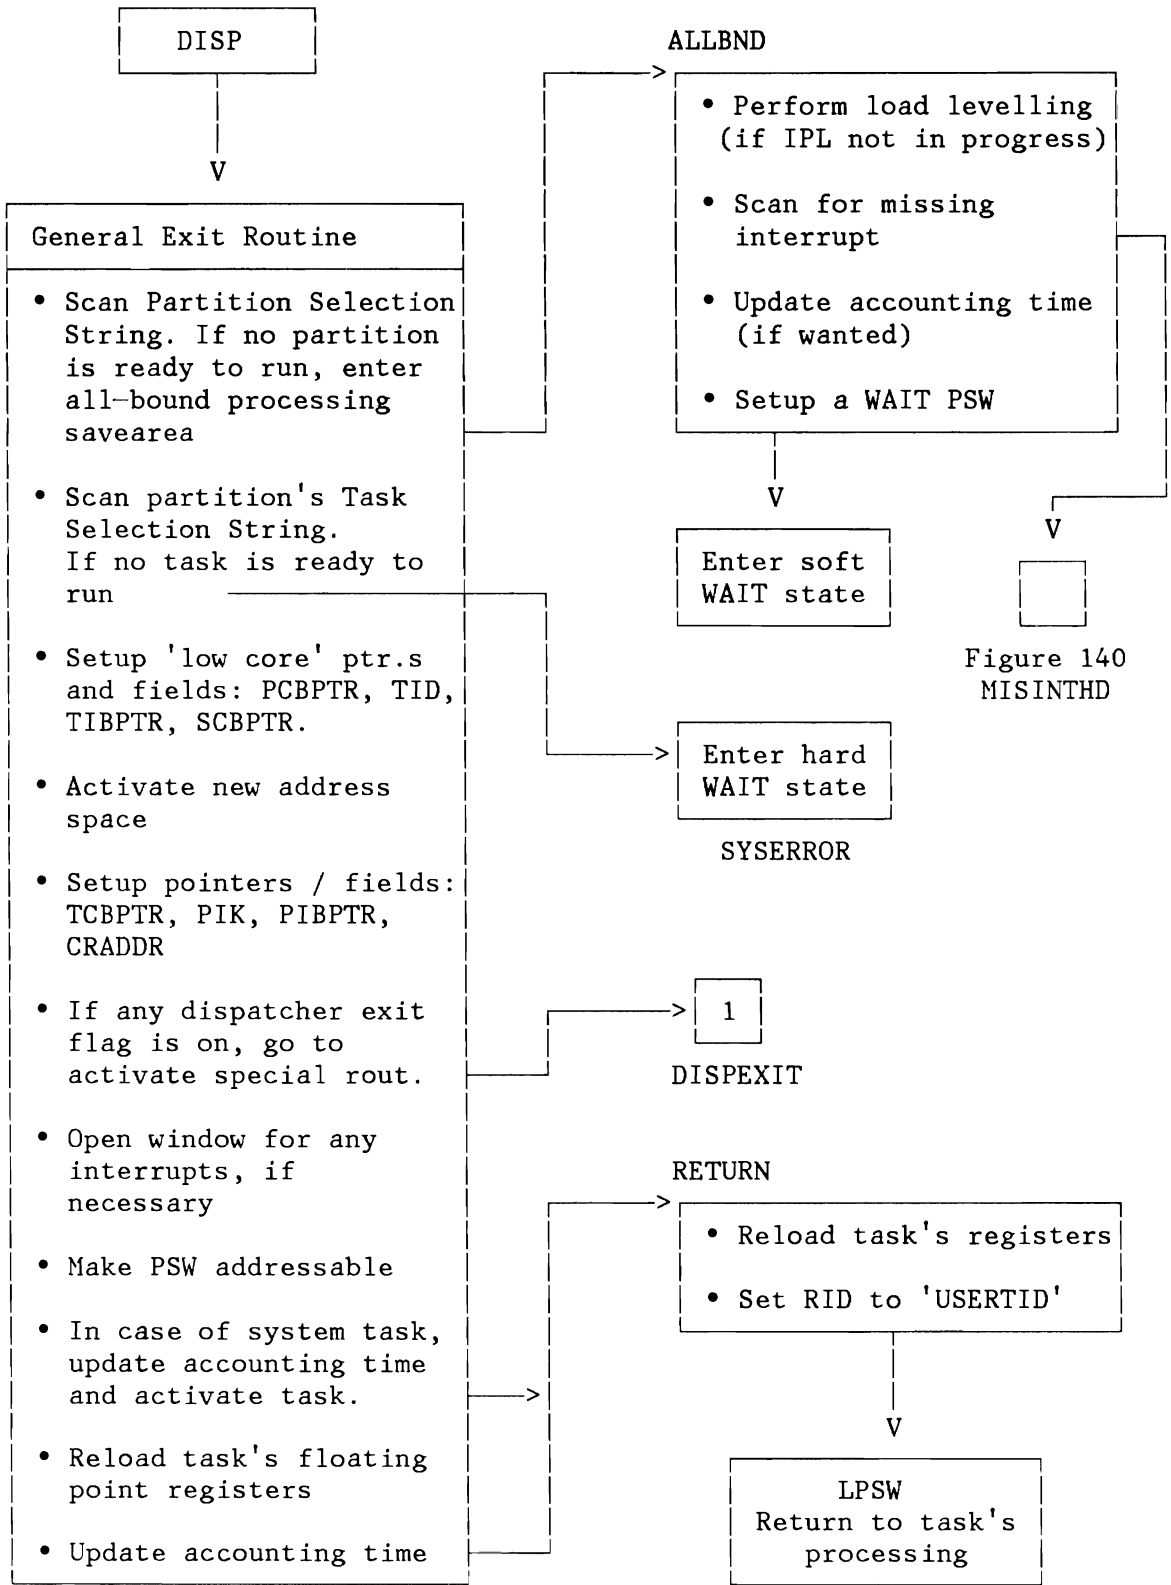 DISP
General Exit Routine
• Scan Partition Selection
String. If no partition
is ready to run, enter
all-bound processing
savearea
• Scan partition's Task
Selection String.
If no task is ready to
run
• Setup 'low core' ptr.s
and fields: PCBPTR, TID,
TIBPTR, SCBPTR.
• Activate new address
space
• Setup pointers / fields:
TCBPTR, PIK, PIBPTR,
CRADDR
• If any dispatcher exit
flag is on, go to
activate special rout.
• Open window for any
interrupts, if
necessary
• Make PSW addressable
• In case of system task,
update accounting time
and activate task.
• Reload task's floating
point registers
• Update accounting time
ALLBND
• Perform load levelling
(if IPL not in progress)
• Scan for missing
interrupt
• Update accounting time
(if wanted)
• Setup a WAIT PSW
Enter soft
WAIT state
Figure 140
MISINTHD
Enter hard
WAIT state
SYSERROR
1
DISPEXIT
RETURN
• Reload task's registers
• Set RID to 'USERTID'
LPSW
Return to task's
processing